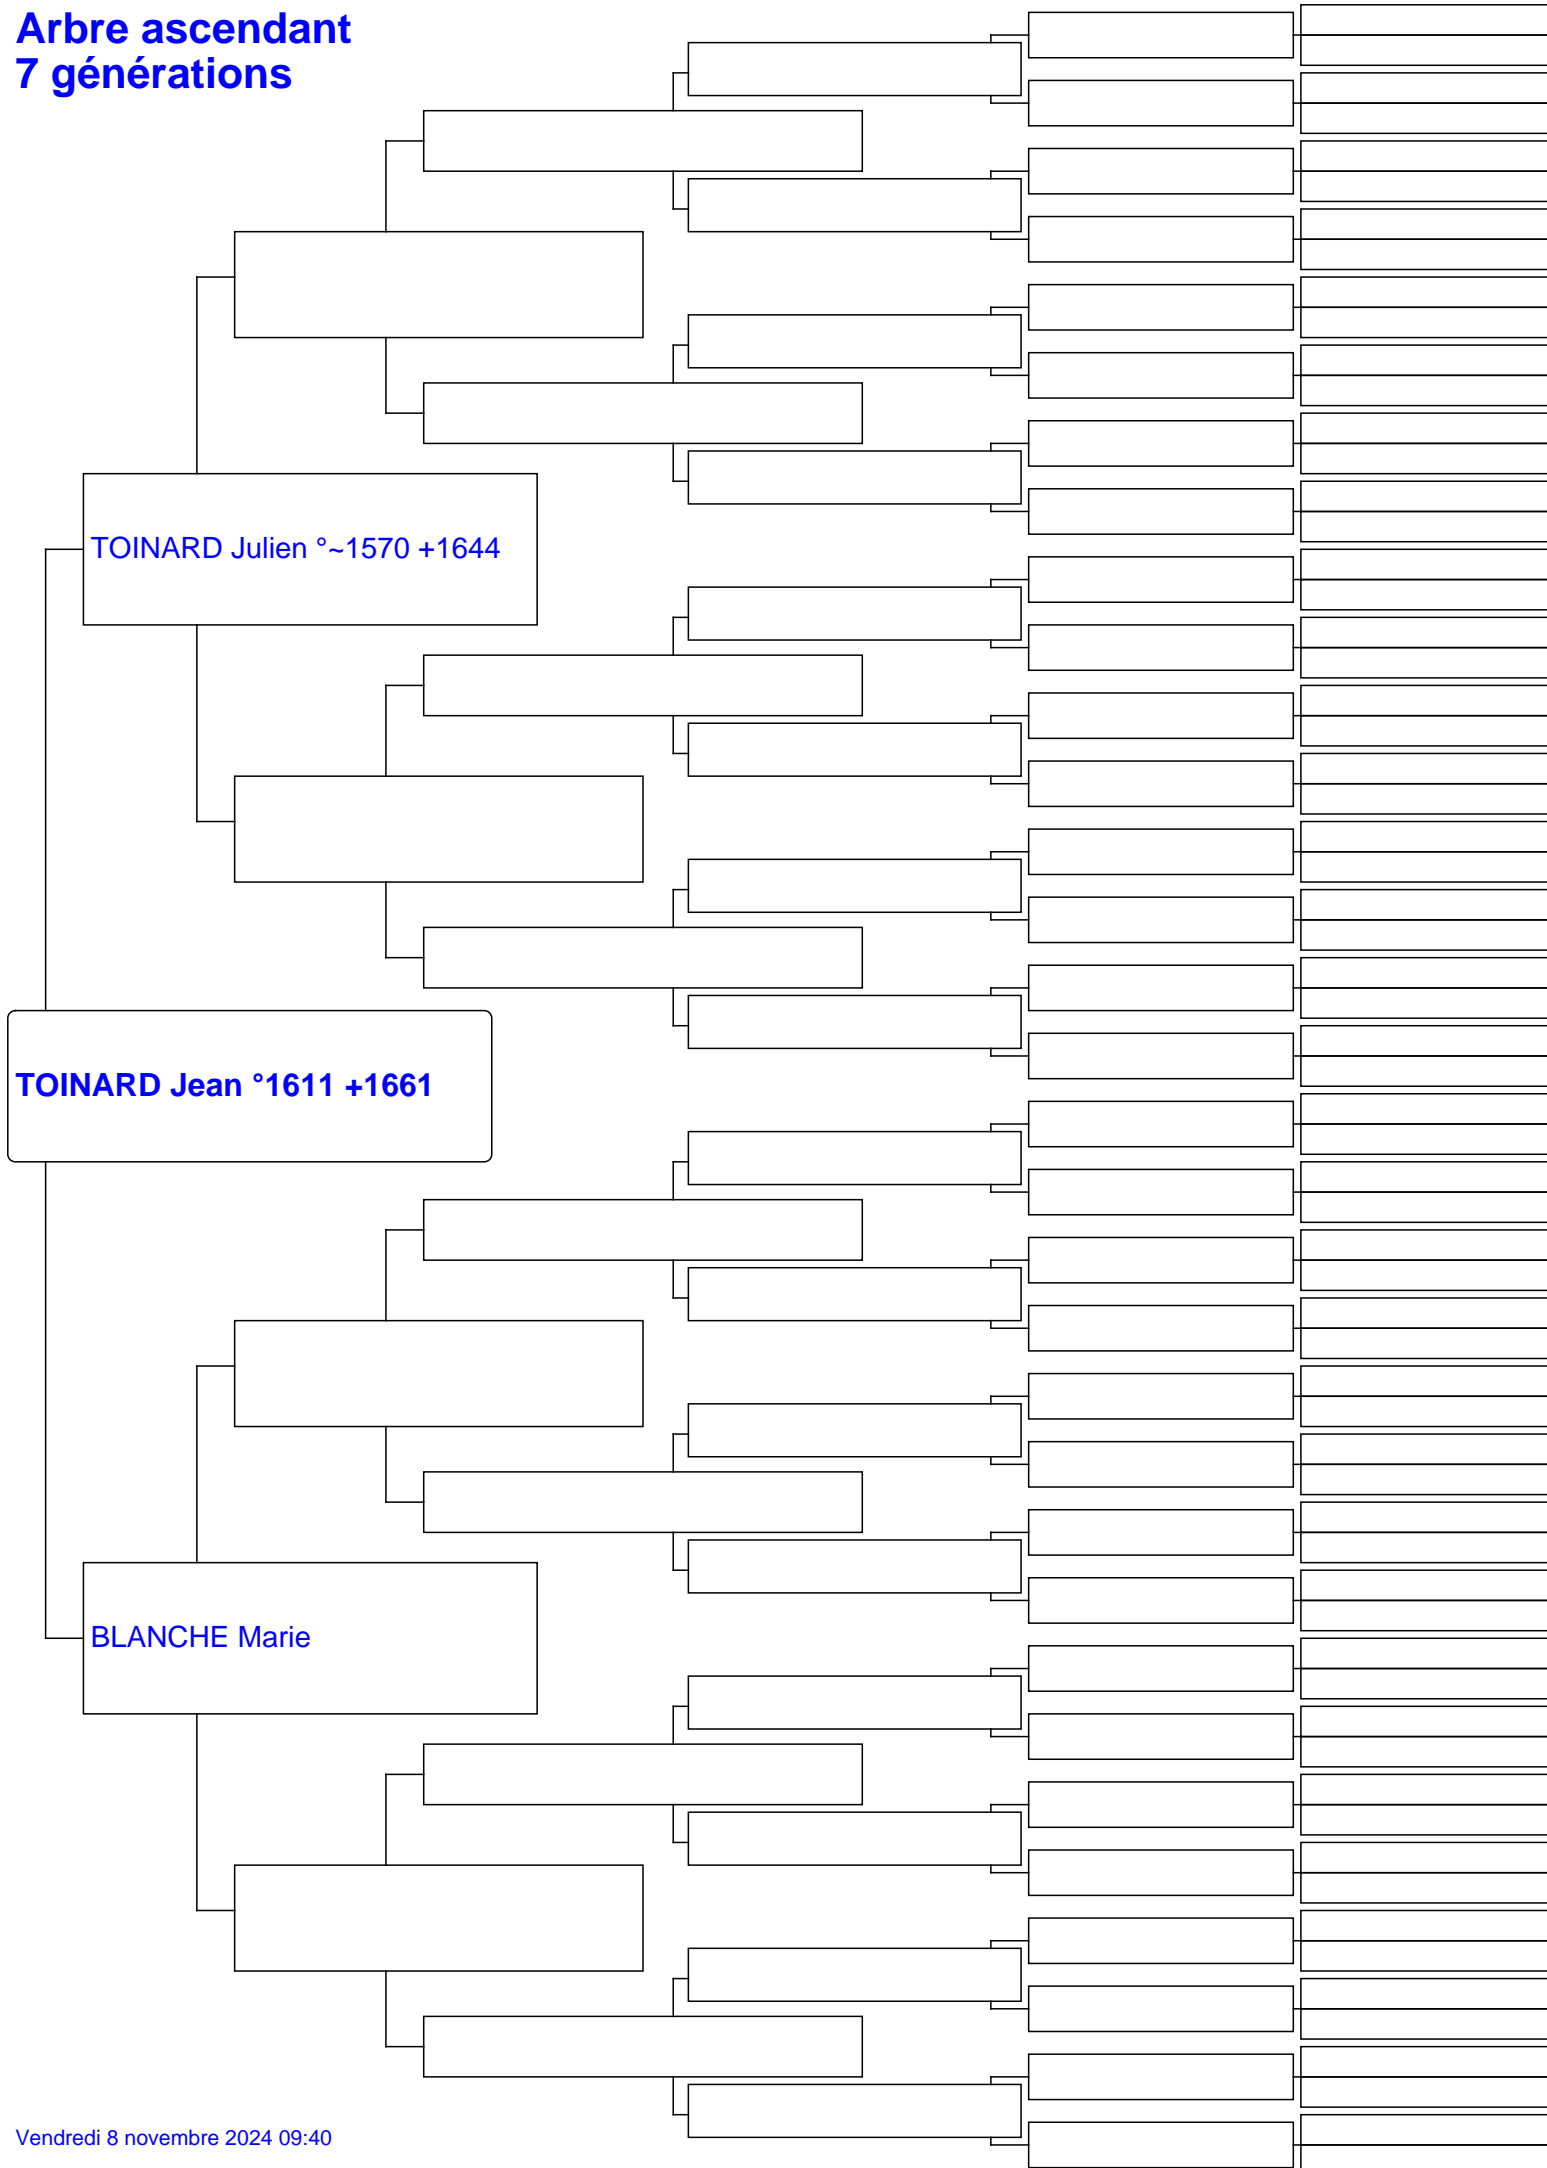 Arbre ascendant
7 générations
TOINARD Julien °~1570 +1644
TOINARD Jean °1611 +1661
BLANCHE Marie
Vendredi 8 novembre 2024 09:40